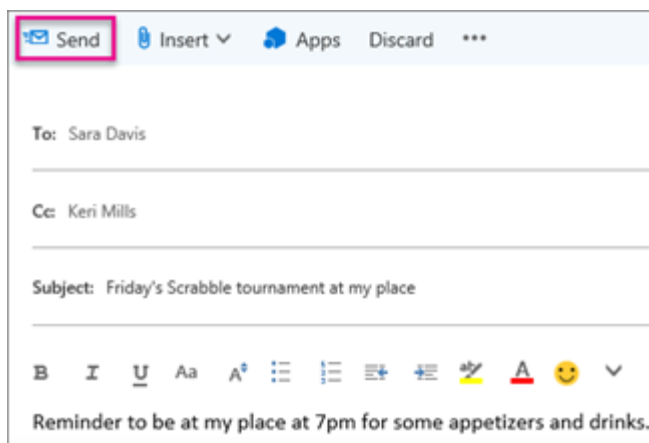 Send Insert Apps Discard ...
To: Sara Davis
Cc: Keri Mills
Subject: Friday's Scrabble tournament at my place
B I U Aa A ab A
Reminder to be at my place at 7pm for some appetizers and drinks.